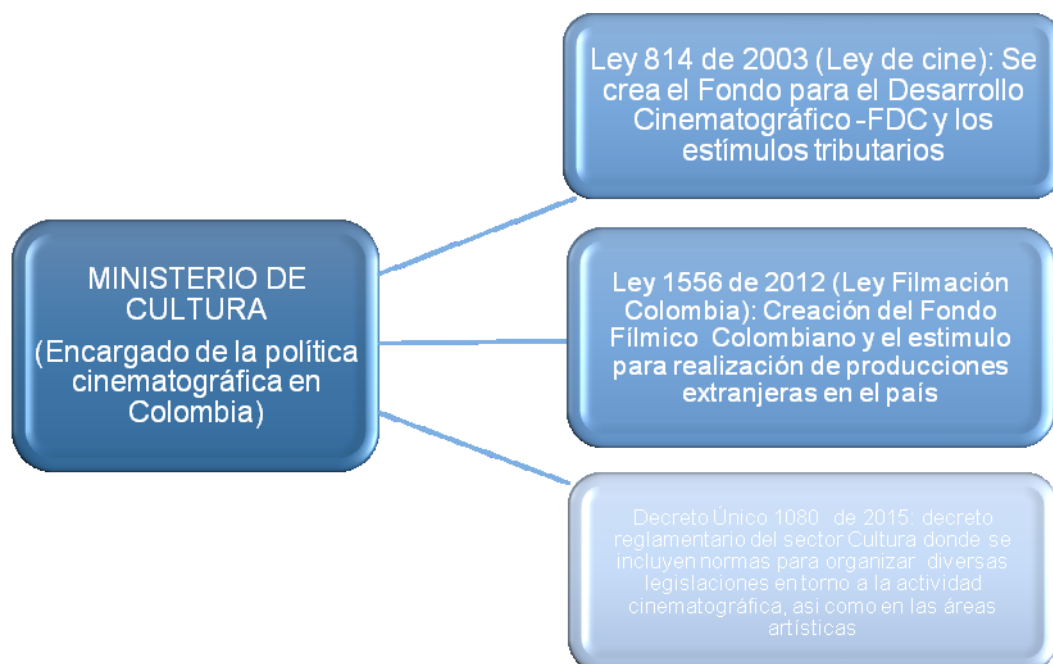 MINISTERIO DE
CULTURA
(Encargado de la política
cinematográfica en
Colombia)
Ley 814 de 2003 (Ley de cine): Se
crea el Fondo para el Desarrollo
Cinematográfico -FDC y los
estímulos tributarios
Ley 1556 de 2012 (Ley Filmación
Colombia): Creación del Fondo
Fílmico Colombiano y el estimulo
para realización de producciones
extranjeras en el país
Decreto Único 1080 de 2015: decreto
reglamentario del sector Cultura donde se
incluyen normas para organizar diversas
legislaciones en torno a la actividad
cinematográfica, asi como en las áreas
artísticas